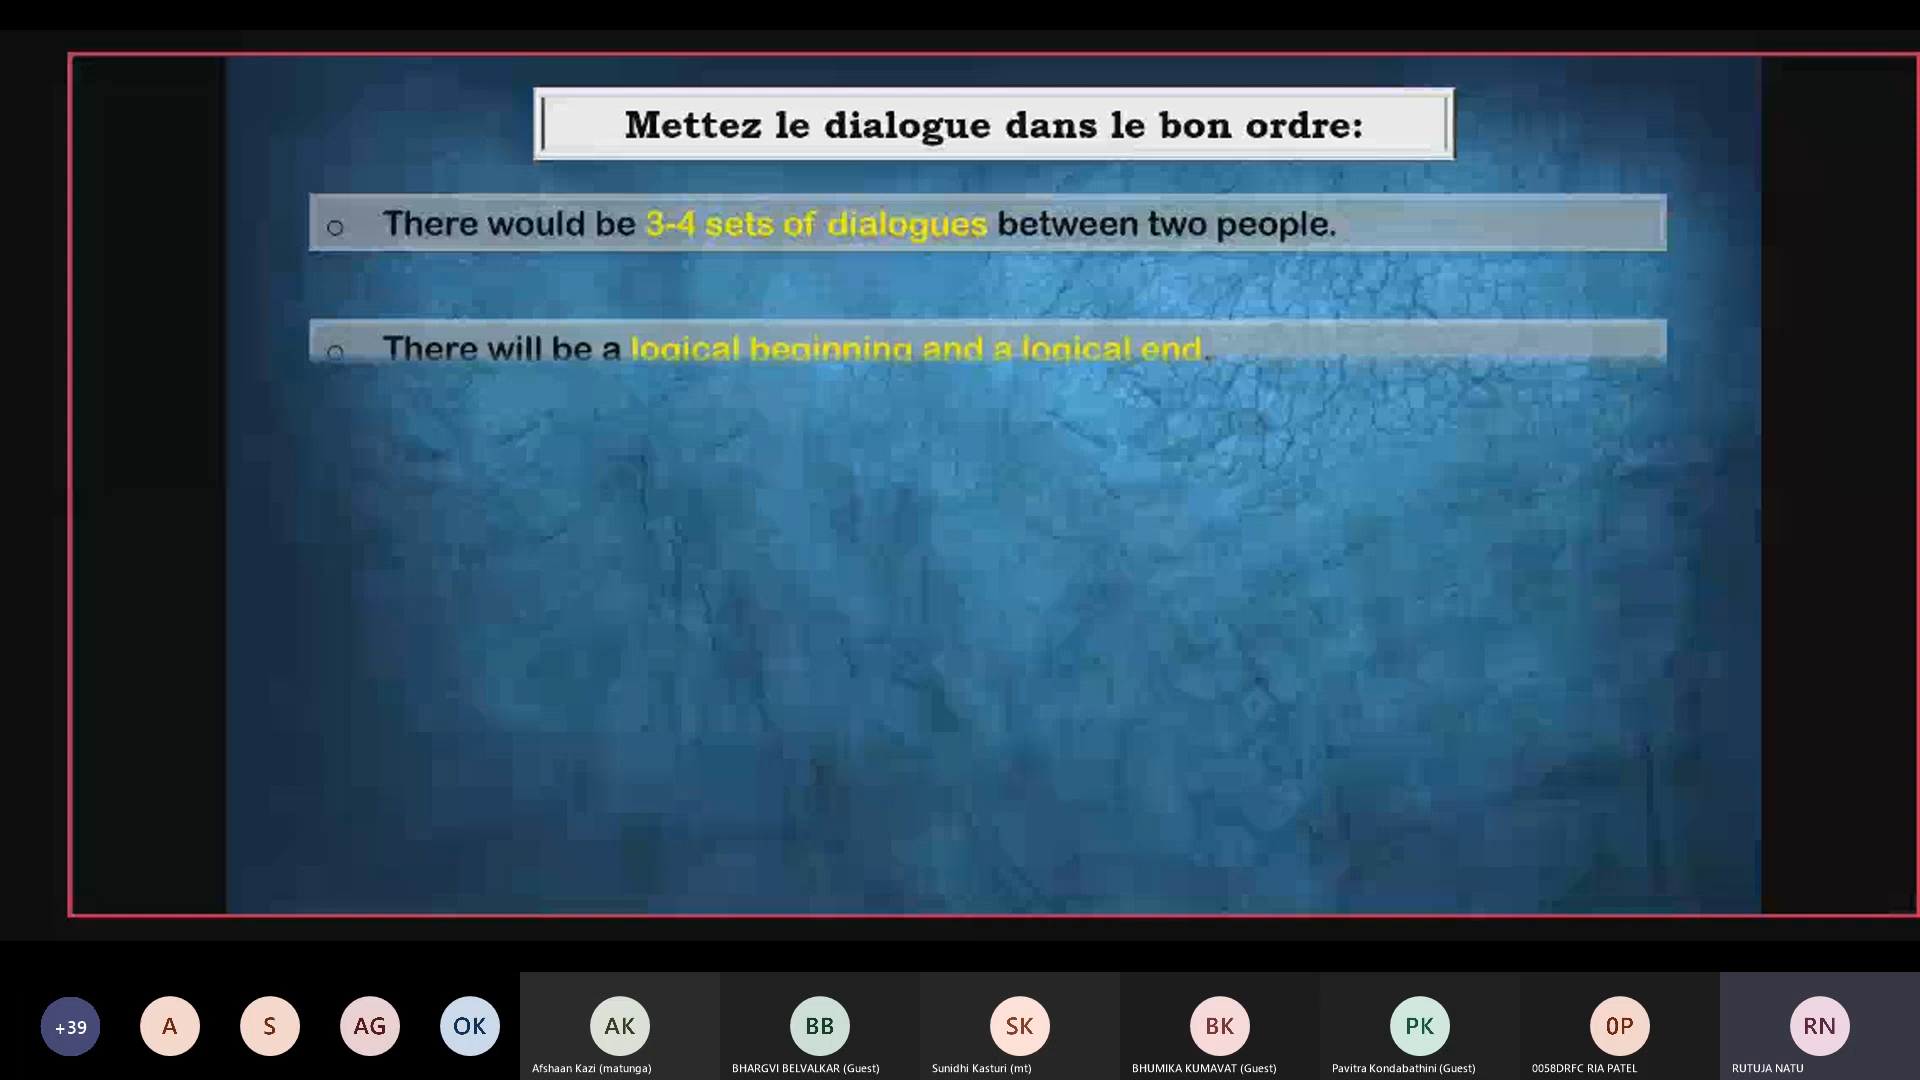 Mettez le dialogue dans le bon ordre:
○ There would be 3-4 sets of dialogues between two people.
○ There will be a logical beginning and a logical end.
+39 A S AG OK AK BB SK BK PK 0P RN
Afshaan Kazi (matunga) BHARGVI BELVALKAR (Guest) Sunidhi Kasturi (mt) BHUMIKA KUMAVAT (Guest) Pavitra Kondabathini (Guest) 0058DRFC RIA PATEL RUTUJA NATU